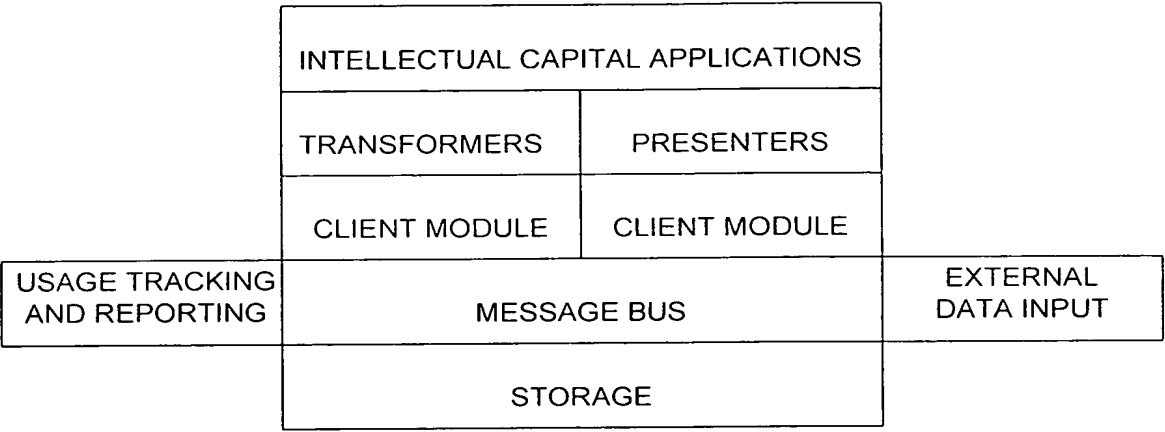 INTELLECTUAL CAPITAL APPLICATIONS
TRANSFORMERS
PRESENTERS
CLIENT MODULE
CLIENT MODULE
USAGE TRACKING
AND REPORTING
MESSAGE BUS
EXTERNAL
DATA INPUT
STORAGE